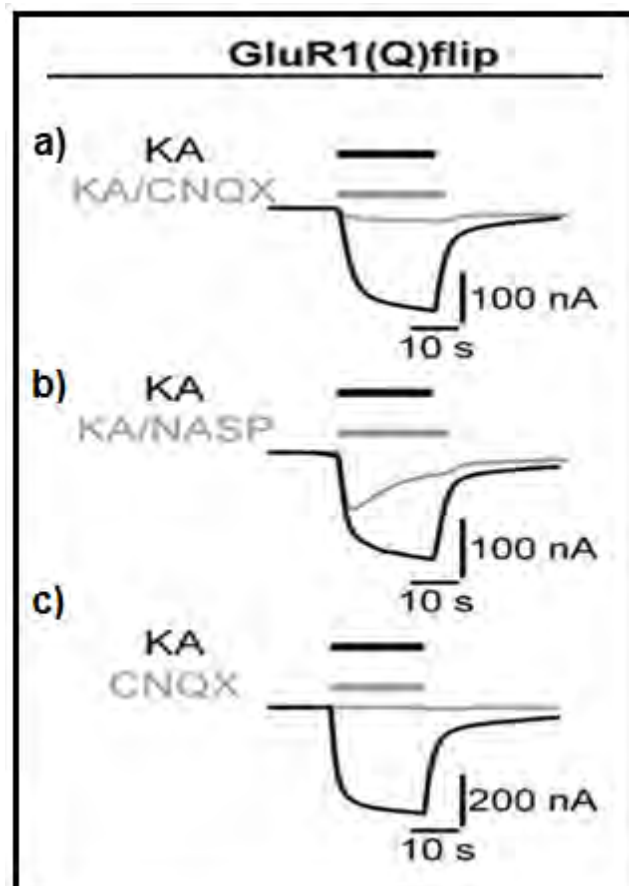 GluR1(Q)flip
a)
KA
KA/CNQX
100 nA
10 s
b)
KA
KA/NASP
100 nA
10 s
c)
KA
CNQX
200 nA
10 s